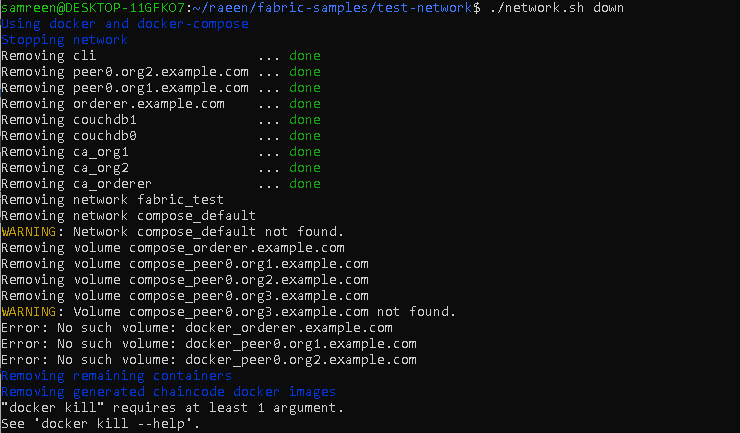 samreen@DESKTOP-11GFKO7:~/raeen/fabric-samples/test-network$ ./network.sh down
Using docker and docker-compose
Stopping network
Removing cli                    ... done
Removing peer0.org2.example.com ... done
Removing peer0.org1.example.com ... done
Removing orderer.example.com    ... done
Removing couchdb1               ... done
Removing couchdb0               ... done
Removing ca_org1                ... done
Removing ca_org2                ... done
Removing ca_orderer             ... done
Removing network fabric_test
Removing network compose_default
WARNING: Network compose_default not found.
Removing volume compose_orderer.example.com
Removing volume compose_peer0.org1.example.com
Removing volume compose_peer0.org2.example.com
Removing volume compose_peer0.org3.example.com
WARNING: Volume compose_peer0.org3.example.com not found.
Error: No such volume: docker_orderer.example.com
Error: No such volume: docker_peer0.org1.example.com
Error: No such volume: docker_peer0.org2.example.com
Removing remaining containers
Removing generated chaincode docker images
"docker kill" requires at least 1 argument.
See 'docker kill --help'.